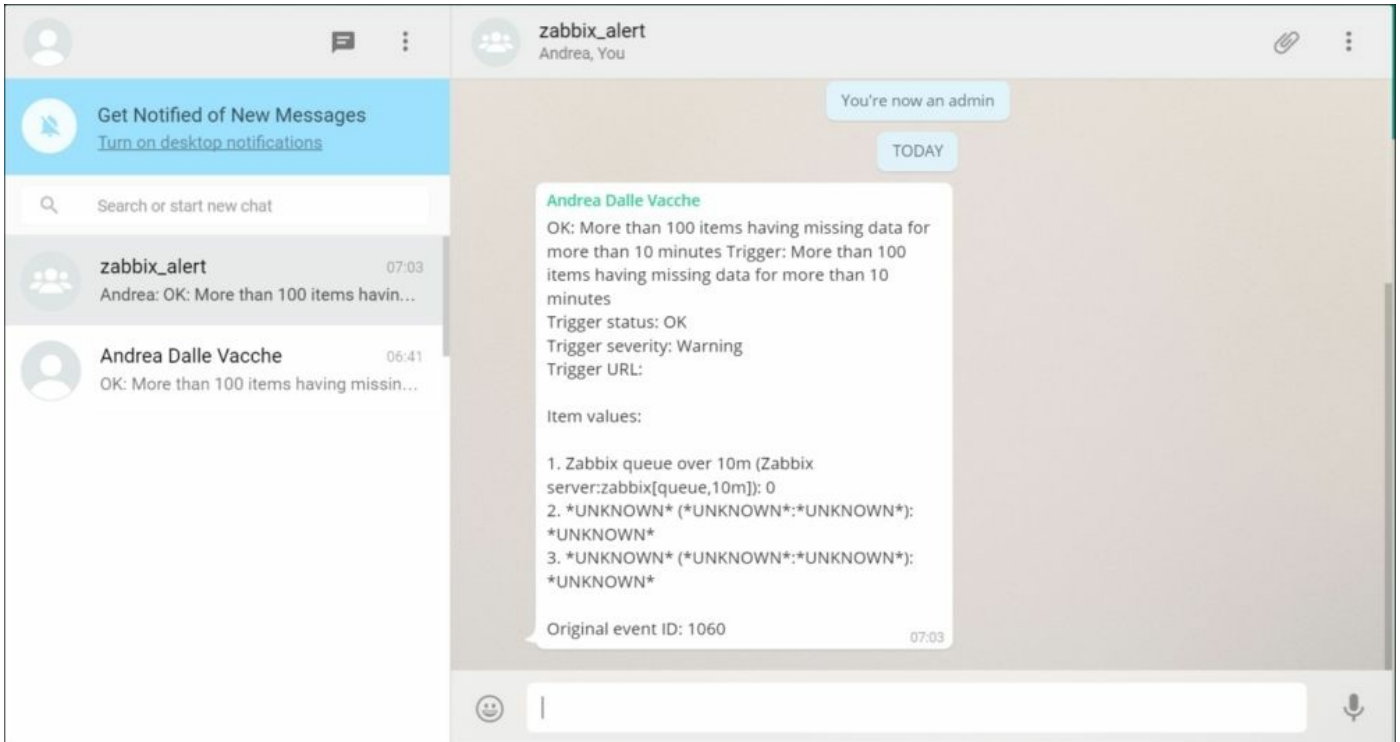 Get Notified of New Messages
Turn on desktop notifications
Search or start new chat
zabbix_alert
07:03
Andrea: OK: More than 100 items havin...
Andrea Dalle Vacche
06:41
OK: More than 100 items having missin...
zabbix_alert
Andrea, You
You're now an admin
TODAY
Andrea Dalle Vacche
OK: More than 100 items having missing data for
more than 10 minutes Trigger: More than 100
items having missing data for more than 10
minutes
Trigger status: OK
Trigger severity: Warning
Trigger URL:
Item values:
1. Zabbix queue over 10m (Zabbix
server:zabbix[queue,10m]): 0
2. *UNKNOWN* (*UNKNOWN*:*UNKNOWN*):
*UNKNOWN*
3. *UNKNOWN* (*UNKNOWN*:*UNKNOWN*):
*UNKNOWN*
Original event ID: 1060
07:03